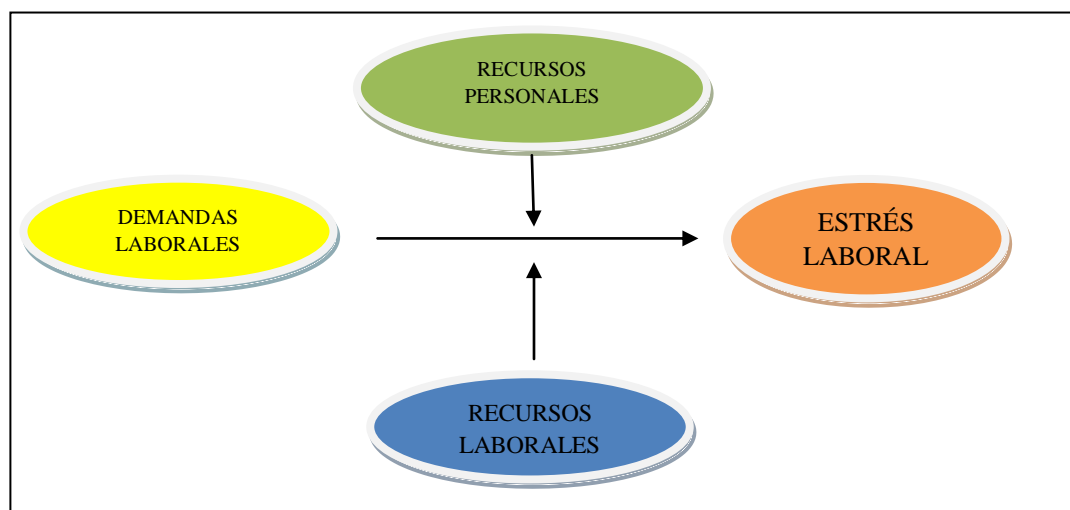 RECURSOS
PERSONALES
DEMANDAS
LABORALES
ESTRÉS
LABORAL
RECURSOS
LABORALES